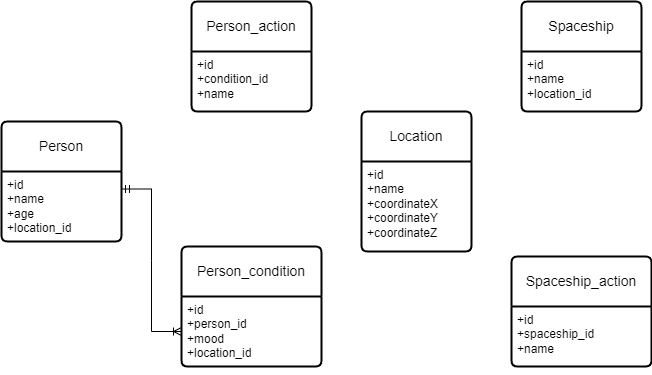 Person_action
+id
+condition_id
+name
Spaceship
+id
+name
+location_id
Person
+id
+name
+age
+location_id
Location
+id
+name
+coordinateX
+coordinateY
+coordinateZ
Person_condition
+id
+person_id
+mood
+location_id
Spaceship_action
+id
+spaceship_id
+name